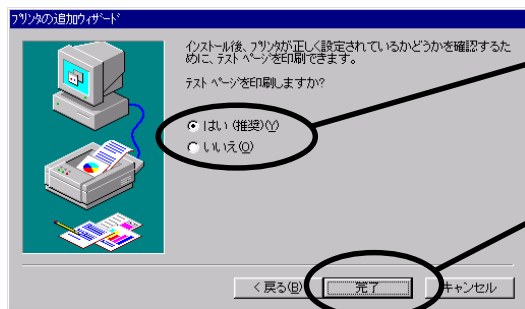 プリンタの追加ウィザード
インストール後、プリンタが正しく設定されているかどうかを確認するた
めに、テスト ページを印刷できます。
テスト ページを印刷しますか?
はい (推奨)(Y)
いいえ(O)
< 戻る(B)
完了
キャンセル